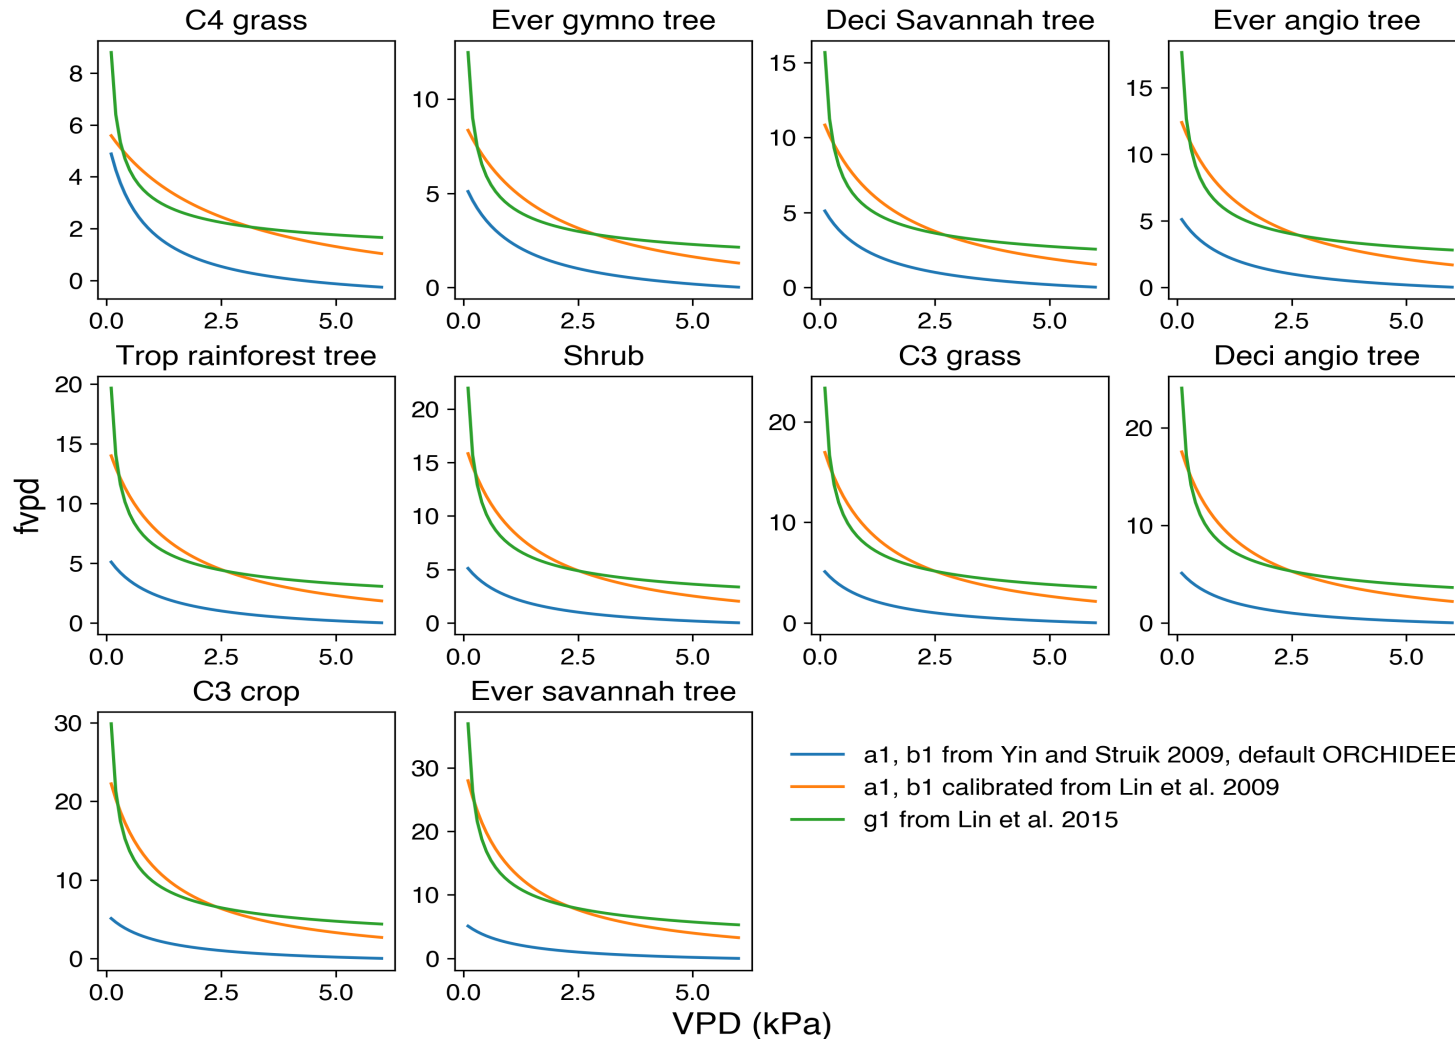 C4 grass
Ever gymno tree
Deci Savannah tree
Ever angio tree
8
6
4
2
0
0.0 2.5 5.0
10
5
0
0.0 2.5 5.0
15
10
5
0
0.0 2.5 5.0
15
10
5
0
0.0 2.5 5.0
Trop rainforest tree
Shrub
C3 grass
Deci angio tree
fvpd
20
15
10
5
0
0.0 2.5 5.0
20
15
10
5
0
0.0 2.5 5.0
20
10
0
0.0 2.5 5.0
20
10
0
0.0 2.5 5.0
C3 crop
Ever savannah tree
30
20
10
0
0.0 2.5 5.0
30
20
10
0
0.0 2.5 5.0
a1, b1 from Yin and Struik 2009, default ORCHIDEE
a1, b1 calibrated from Lin et al. 2009
g1 from Lin et al. 2015
VPD (kPa)